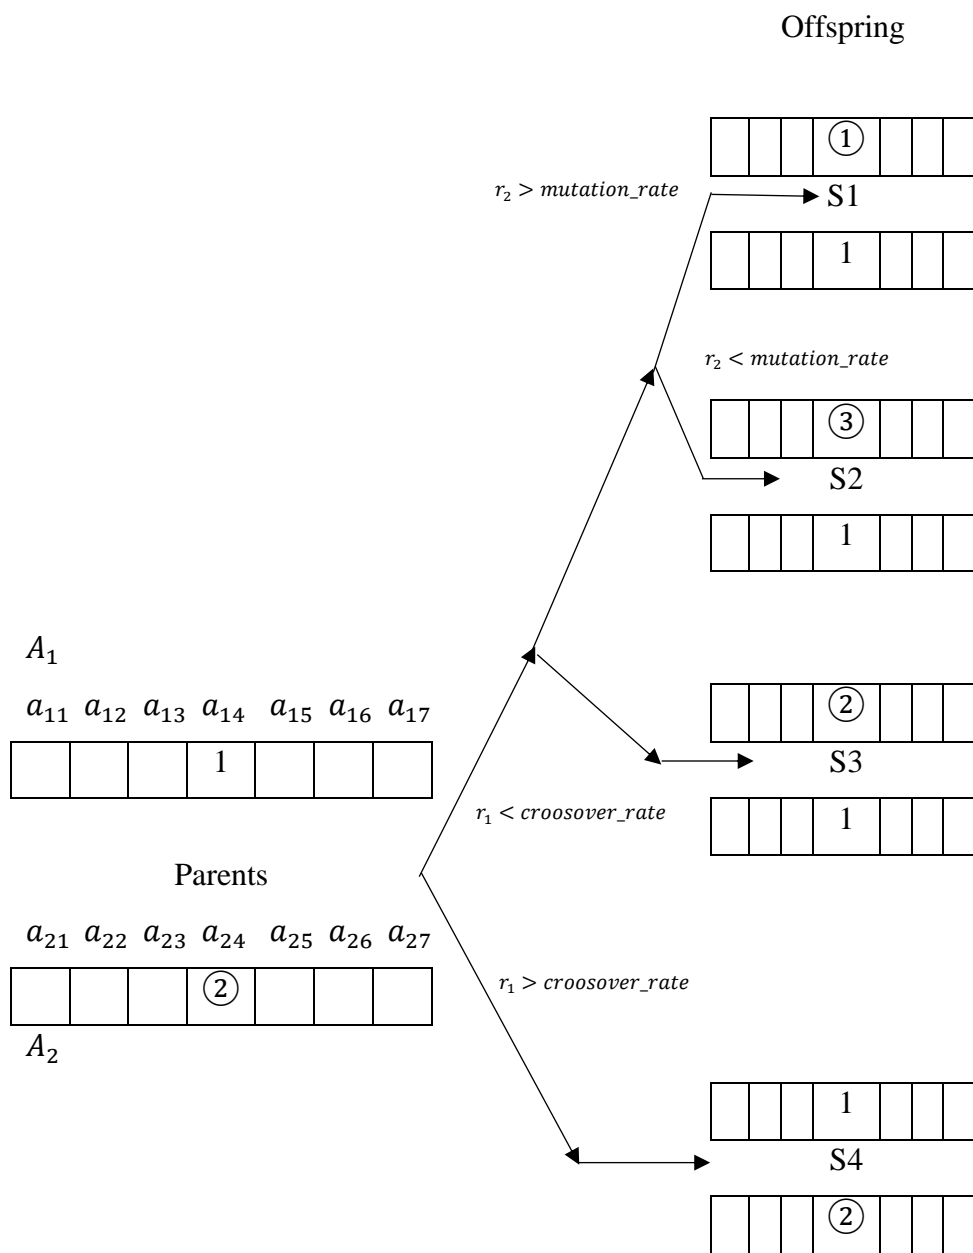 Offspring
①
r₂ > mutation_rate
S1
1
r₂ < mutation_rate
③
S2
1
A₁
a₁₁ a₁₂ a₁₃ a₁₄ a₁₅ a₁₆ a₁₇
1
②
S3
r₁ < croosover_rate
1
Parents
a₂₁ a₂₂ a₂₃ a₂₄ a₂₅ a₂₆ a₂₇
②
r₁ > croosover_rate
A₂
1
S4
②